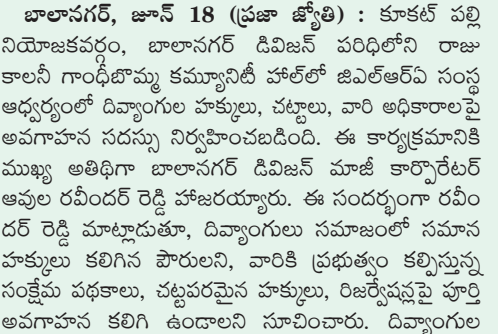 బాలానగర్, జూన్ 18 (ప్రజా జ్యోతి) : కూకట్ పల్లి
నియోజకవర్గం, బాలానగర్ డివిజన్ పరిధిలోని రాజు
కాలనీ గాంధీబొమ్మ కమ్యూనిటీ హాల్‌లో జిఎల్ఆర్ఏ సంస్థ
ఆధ్వర్యంలో దివ్యాంగుల హక్కులు, చట్టాలు, వారి అధికారాలపై
అవగాహన సదస్సు నిర్వహించబడింది. ఈ కార్యక్రమానికి
ముఖ్య అతిథిగా బాలానగర్ డివిజన్ మాజీ కార్పొరేటర్
ఆవుల రవీందర్ రెడ్డి హాజరయ్యారు. ఈ సందర్భంగా రవీం
దర్ రెడ్డి మాట్లాడుతూ, దివ్యాంగులు సమాజంలో సమాన
హక్కులు కలిగిన పౌరులని, వారికి ప్రభుత్వం కల్పిస్తున్న
సంక్షేమ పథకాలు, చట్టపరమైన హక్కులు, రిజర్వేషన్లపై పూర్తి
అవగాహన కలిగి ఉండాలని సూచించారు. దివ్యాంగుల